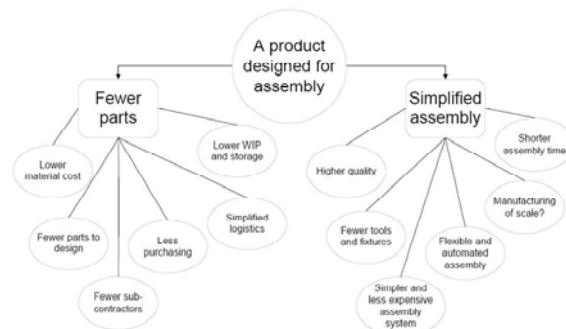 A product
designed for
assembly
Fewer
parts
Simplified
assembly
Lower WIP
and storage
Shorter
assembly time
Lower
material cost
Higher quality
Manufacturing
of scale?
Simplified
logistics
Fewer parts to
design
Less
purchasing
Fewer tools
and fixtures
Flexible and
automated
assembly
Fewer sub-
contractors
Simpler and
less expensive
assembly
system